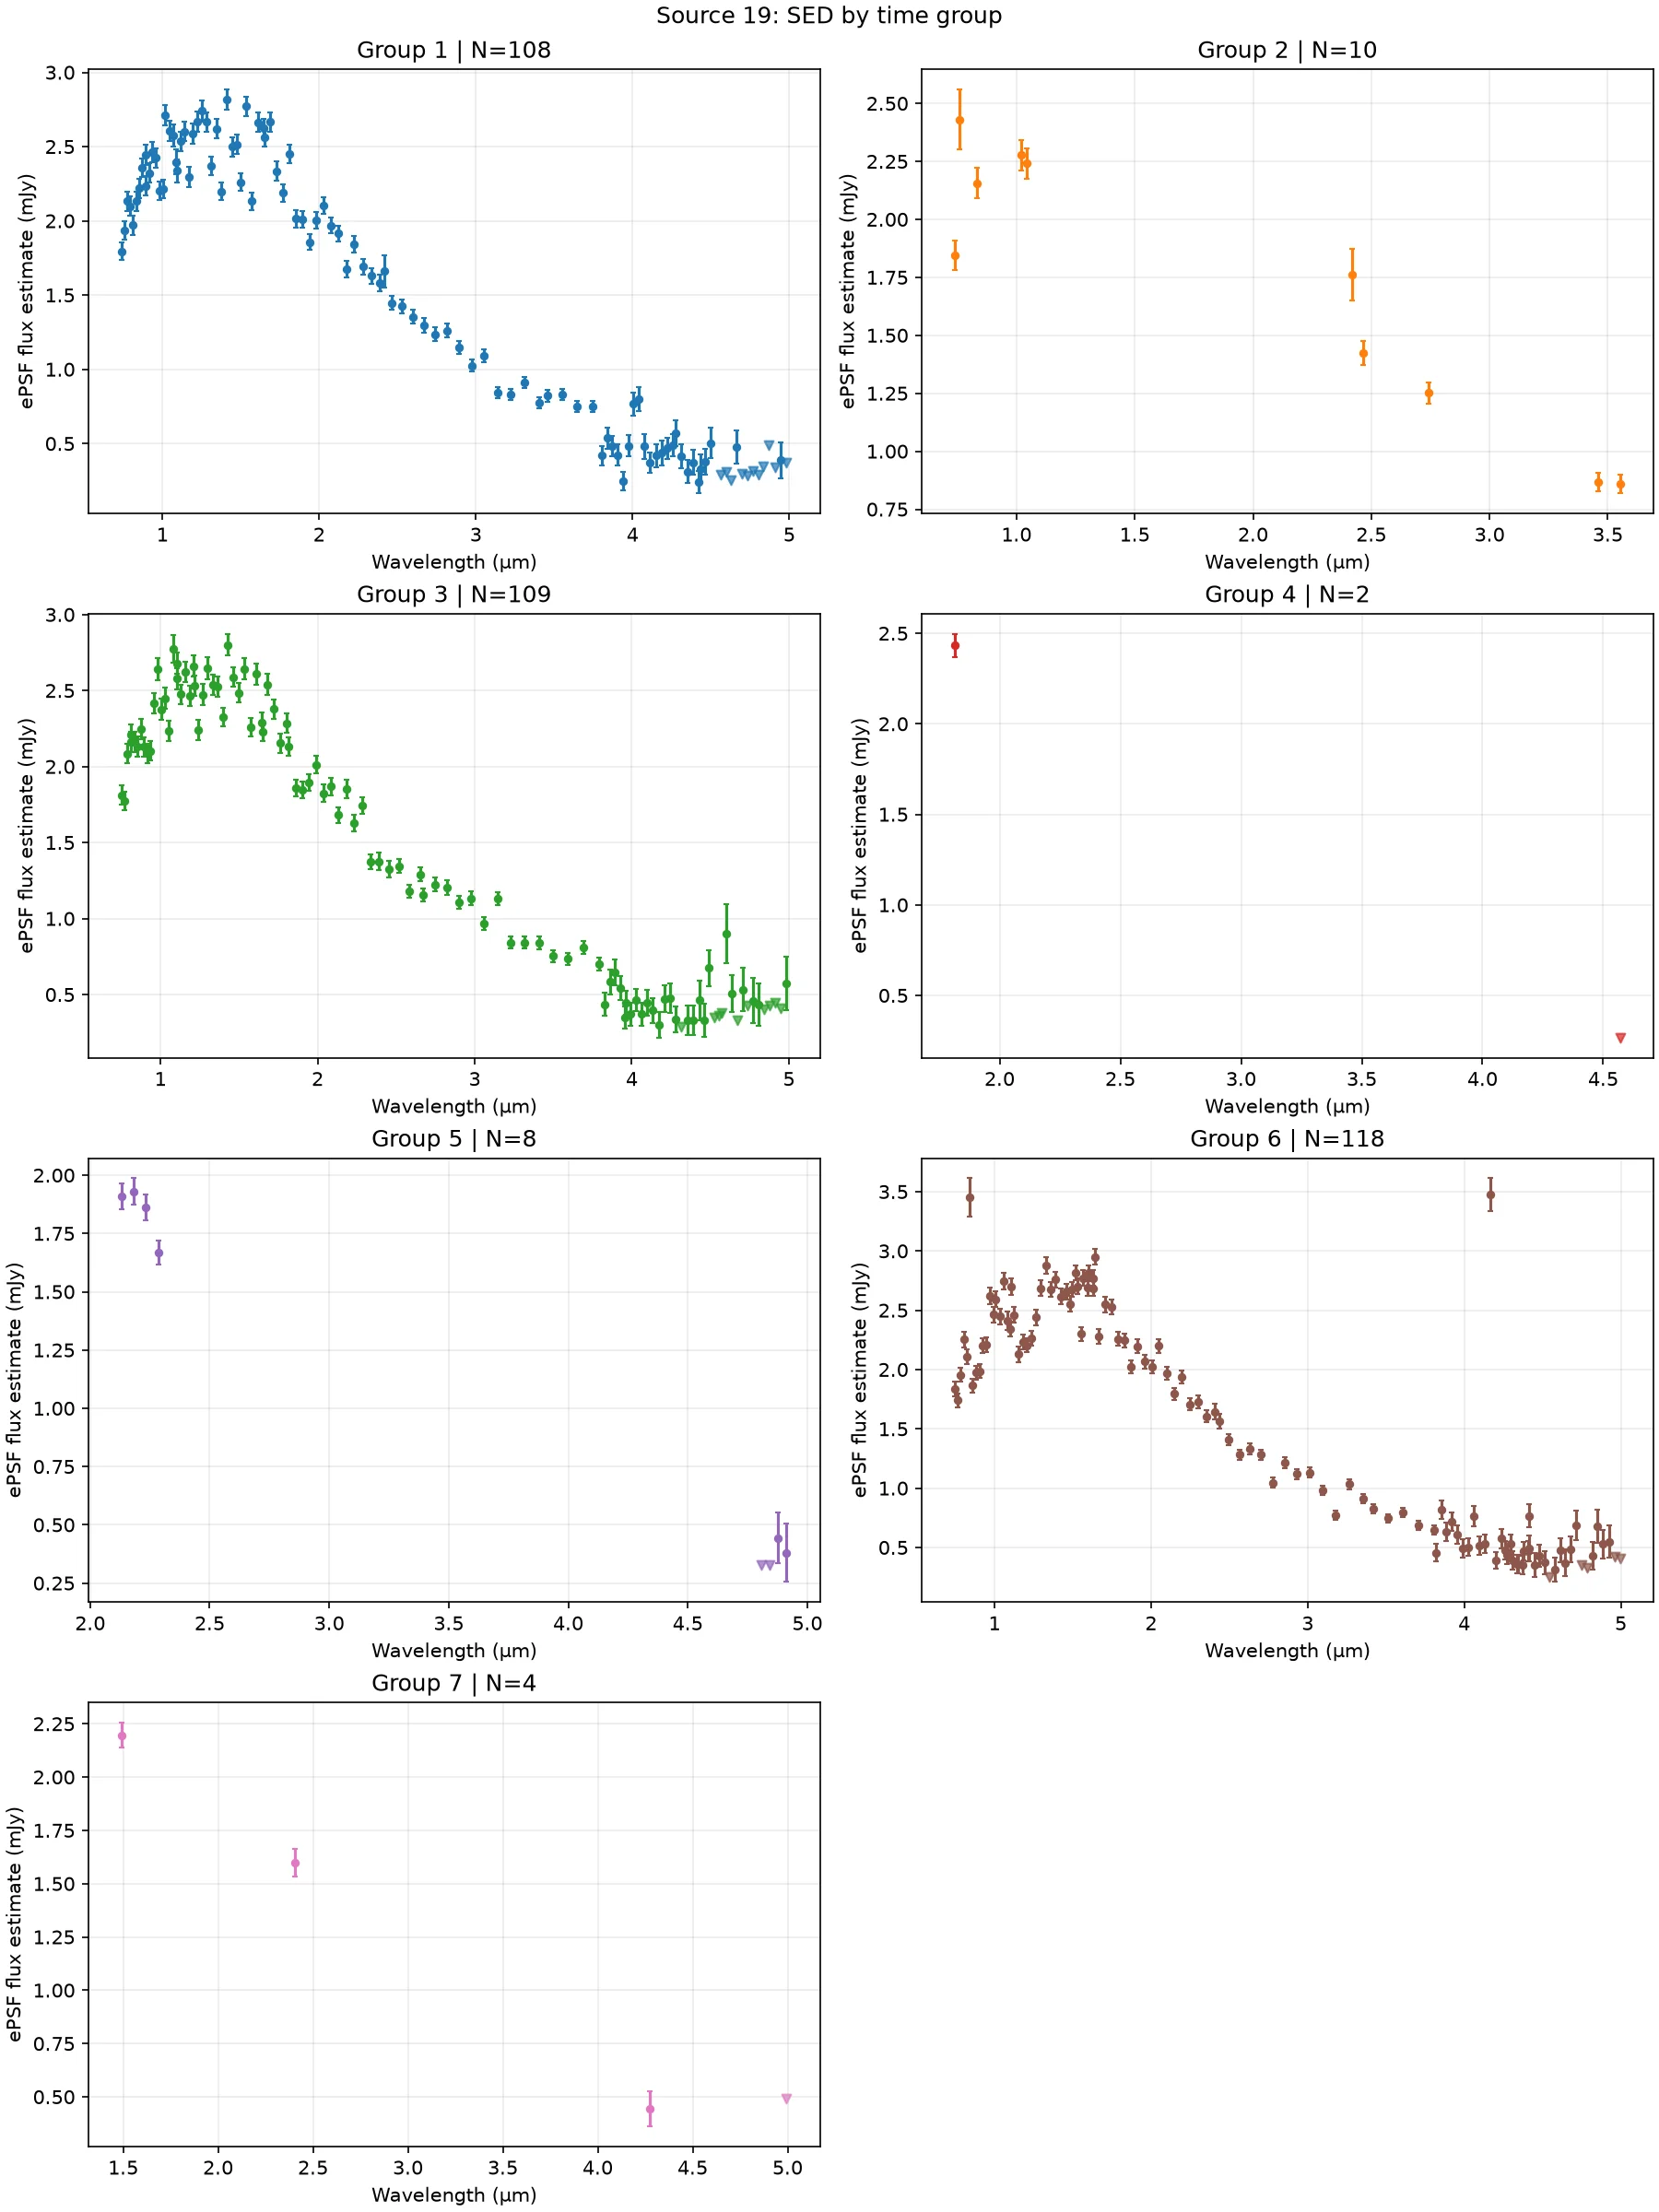 Source 19: SED by time group
Group 1 | N=108
3.0
2.5
2.0
1.5
1.0
0.5
ePSF flux estimate (mJy)
1 2 3 4 5
Wavelength (µm)
Group 2 | N=10
2.50
2.25
2.00
1.75
1.50
1.25
1.00
0.75
ePSF flux estimate (mJy)
1.0 1.5 2.0 2.5 3.0 3.5
Wavelength (µm)
Group 3 | N=109
3.0
2.5
2.0
1.5
1.0
0.5
ePSF flux estimate (mJy)
1 2 3 4 5
Wavelength (µm)
Group 4 | N=2
2.5
2.0
1.5
1.0
0.5
ePSF flux estimate (mJy)
2.0 2.5 3.0 3.5 4.0 4.5
Wavelength (µm)
Group 5 | N=8
2.00
1.75
1.50
1.25
1.00
0.75
0.50
0.25
ePSF flux estimate (mJy)
2.0 2.5 3.0 3.5 4.0 4.5 5.0
Wavelength (µm)
Group 6 | N=118
3.5
3.0
2.5
2.0
1.5
1.0
0.5
ePSF flux estimate (mJy)
1 2 3 4 5
Wavelength (µm)
Group 7 | N=4
2.25
2.00
1.75
1.50
1.25
1.00
0.75
0.50
ePSF flux estimate (mJy)
1.5 2.0 2.5 3.0 3.5 4.0 4.5 5.0
Wavelength (µm)